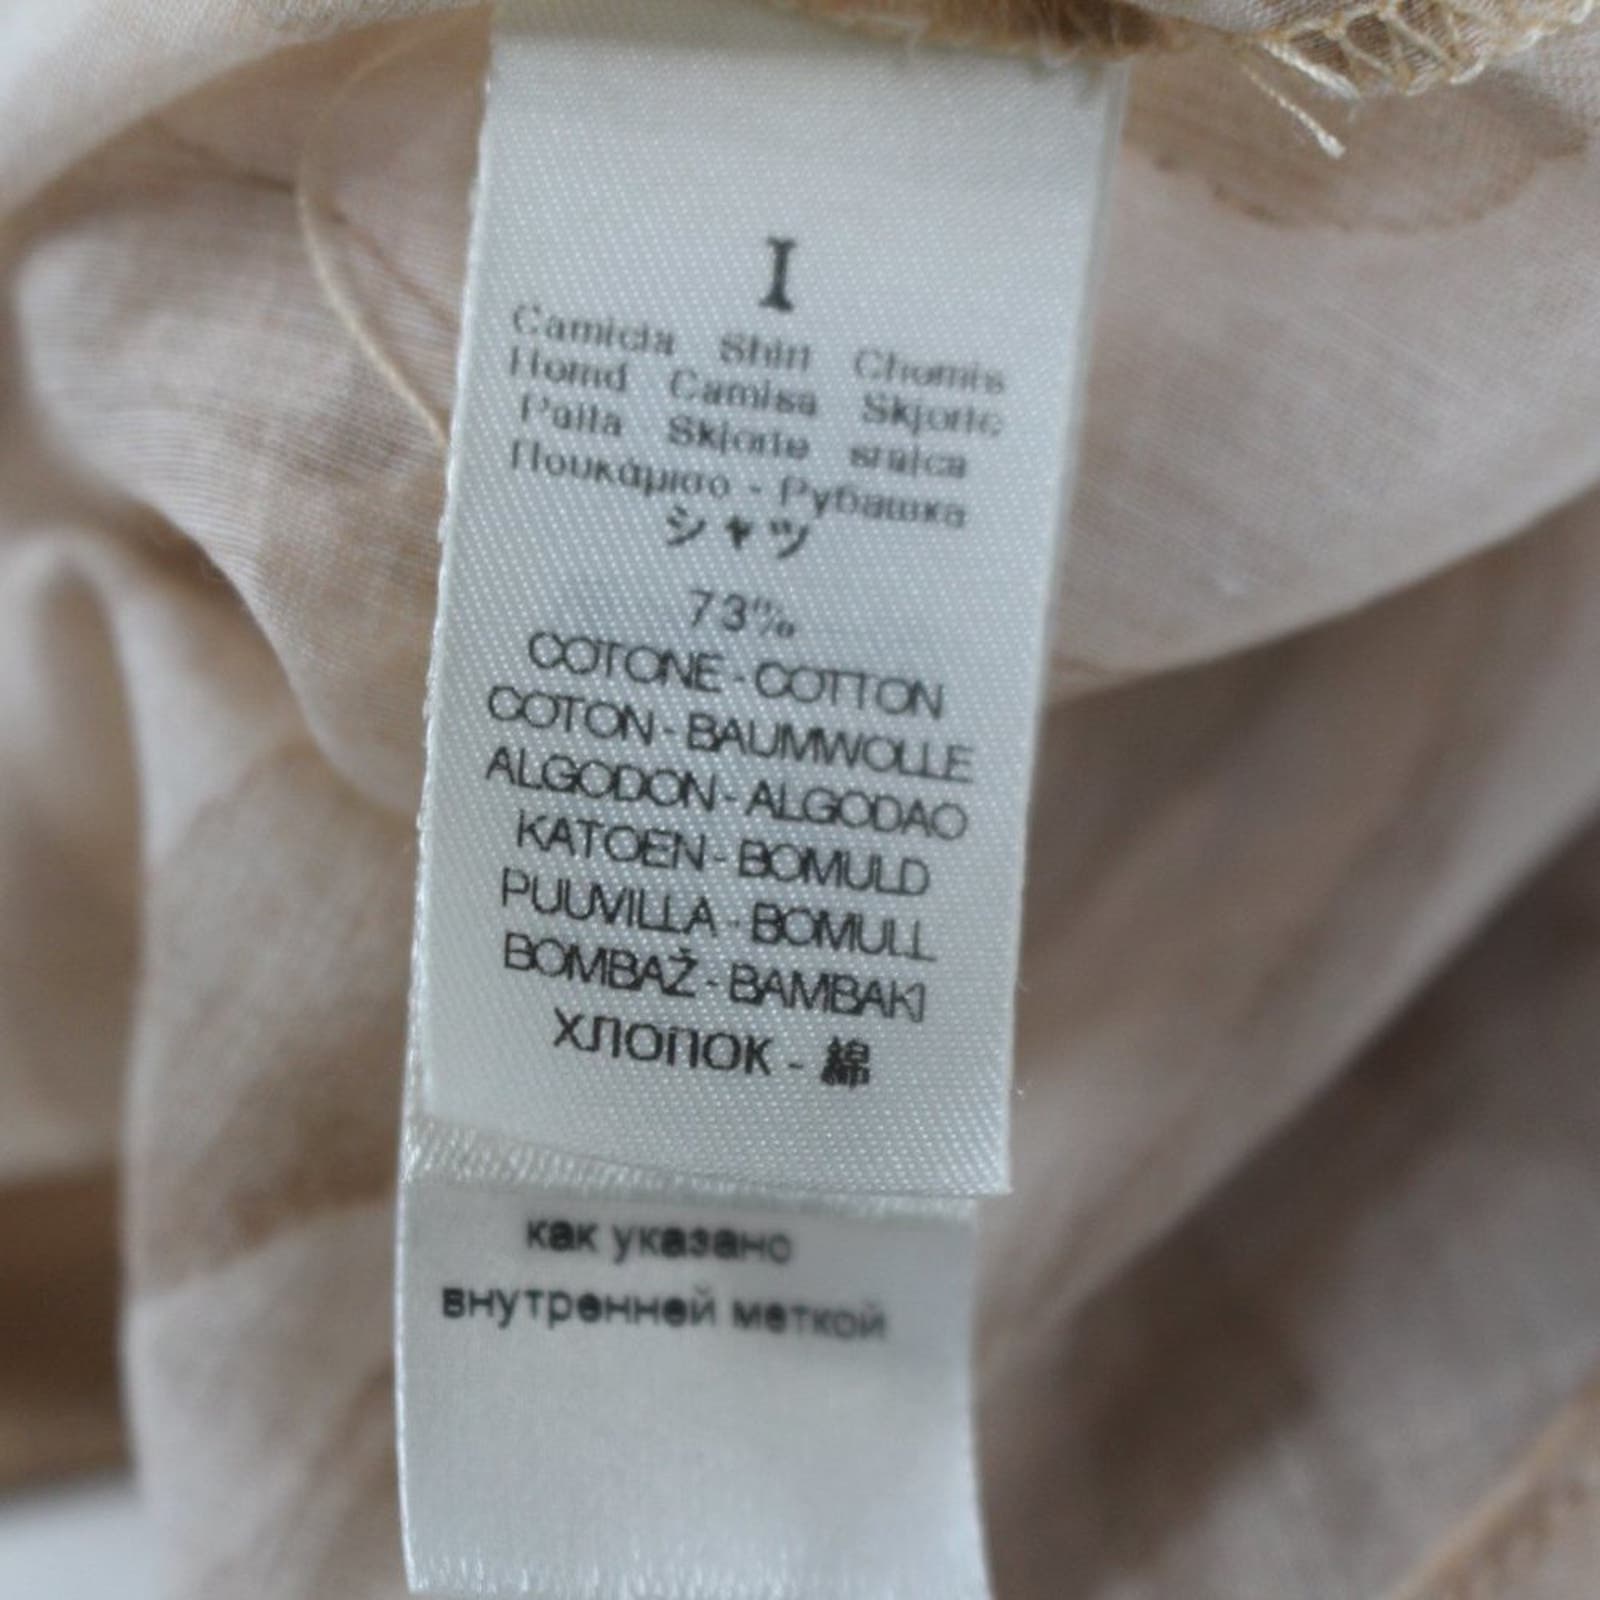 I
Camicia Shirt Chemis
Hemd Camisa Skjorte
Paita Skjorte srajca
Πουκάμισο - Рубашка
シャツ
73%
COTONE - COTTON
COTON - BAUMWOLLE
ALGODON - ALGODAO
KATOEN - BOMULD
PUUVILLA - BOMULL
BOMBAŽ - BAMBAKI
ХЛОПОК - 綿
как указано
внутренней меткой